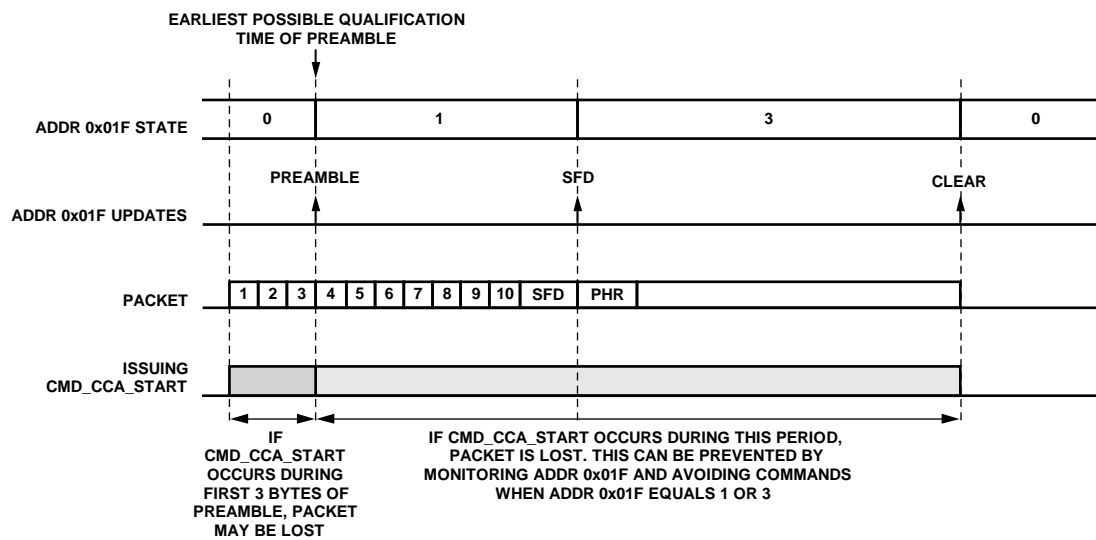 EARLIEST POSSIBLE QUALIFICATION
TIME OF PREAMBLE
ADDR 0x01F STATE
0
1
3
0
PREAMBLE
SFD
CLEAR
ADDR 0x01F UPDATES
PACKET
1 2 3 4 5 6 7 8 9 10 SFD PHR
ISSUING
CMD_CCA_START
IF
CMD_CCA_START
OCCURS DURING
FIRST 3 BYTES OF
PREAMBLE, PACKET
MAY BE LOST
IF CMD_CCA_START OCCURS DURING THIS PERIOD,
PACKET IS LOST. THIS CAN BE PREVENTED BY
MONITORING ADDR 0x01F AND AVOIDING COMMANDS
WHEN ADDR 0x01F EQUALS 1 OR 3